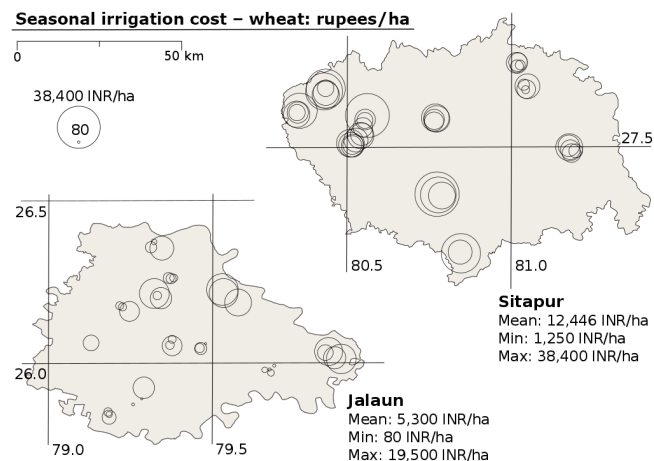 Seasonal irrigation cost – wheat: rupees/ha
0
50 km
38,400 INR/ha
80
27.5
80.5
81.0
Sitapur
Mean: 12,446 INR/ha
Min: 1,250 INR/ha
Max: 38,400 INR/ha
26.5
26.0
79.0
79.5
Jalaun
Mean: 5,300 INR/ha
Min: 80 INR/ha
Max: 19,500 INR/ha